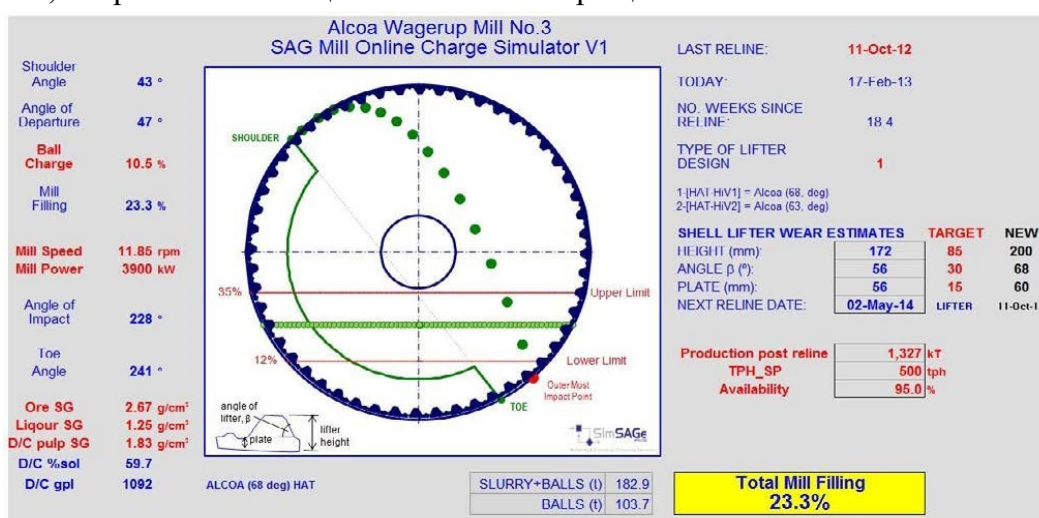 Alcoa Wagerup Mill No.3
SAG Mill Online Charge Simulator V1
Shoulder
Angle 43 °
Angle of
Departure 47 °
Ball
Charge 10.5 %
Mill
Filling 23.3 %
Mill Speed 11.85 rpm
Mill Power 3900 kW
Angle of
Impact 228 °
Toe
Angle 241 °
Ore SG 2.67 g/cm³
Liqour SG 1.25 g/cm³
D/C pulp SG 1.83 g/cm³
D/C %sol 59.7
D/C gpl 1092
SHOULDER
35% Upper Limit
12% Lower Limit
Outer Must
Impact Point
TOE
angle of
lifter, β
plate
lifter
height
SimSAGe
ALCOA (68 deg) HAT
SLURRY+BALLS (t) 182.9
BALLS (t) 103.7
LAST RELINE: 11-Oct-12
TODAY: 17-Feb-13
NO. WEEKS SINCE
RELINE: 18.4
TYPE OF LIFTER
DESIGN 1
1-[HAT-HiV1] = Alcoa (68, deg)
2-[HAT-HiV2] = Alcoa (63, deg)
SHELL LIFTER WEAR ESTIMATES TARGET NEW
HEIGHT (mm): 172 85 200
ANGLE β (º): 56 30 68
PLATE (mm): 56 15 60
NEXT RELINE DATE: 02-May-14 LIFTER 11-Oct-1
Production post reline 1,327 kT
TPH_SP 500 tph
Availability 95.0 %
Total Mill Filling
23.3%